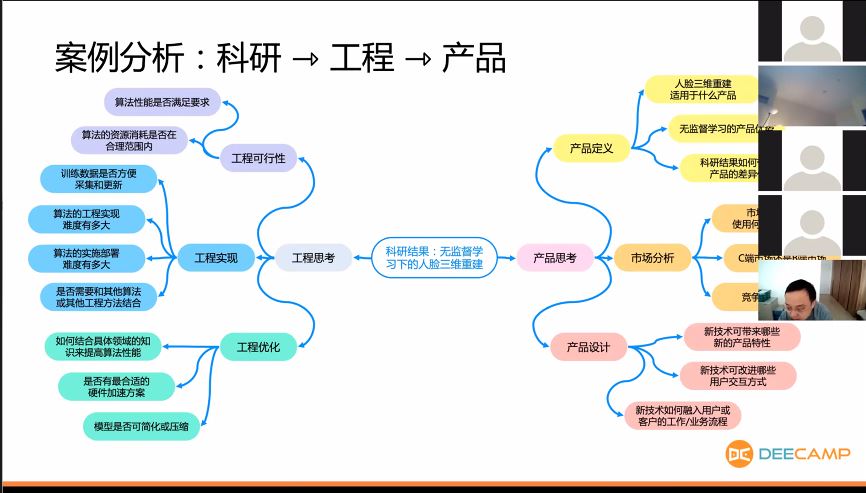 案例分析：科研 → 工程 → 产品
算法性能是否满足要求
算法的资源消耗是否在
合理范围内
工程可行性
训练数据是否方便
采集和更新
算法的工程实现
难度有多大
算法的实施部署
难度有多大
是否需要和其他算法
或其他工程方法结合
工程实现
工程思考
如何结合具体领域的知
识来提高算法性能
是否有最合适的
硬件加速方案
模型是否可简化或压缩
工程优化
科研结果：无监督学
习下的人脸三维重建
产品思考
产品定义
人脸三维重建
适用于什么产品
无监督学习的产品
科研结果如何
产品的差异
市场分析
市
使用
C端市场还是B端市场
竞争
产品设计
新技术可带来哪些
新的产品特性
新技术可改进哪些
用户交互方式
新技术如何融入用户或
客户的工作/业务流程
DEECAMP